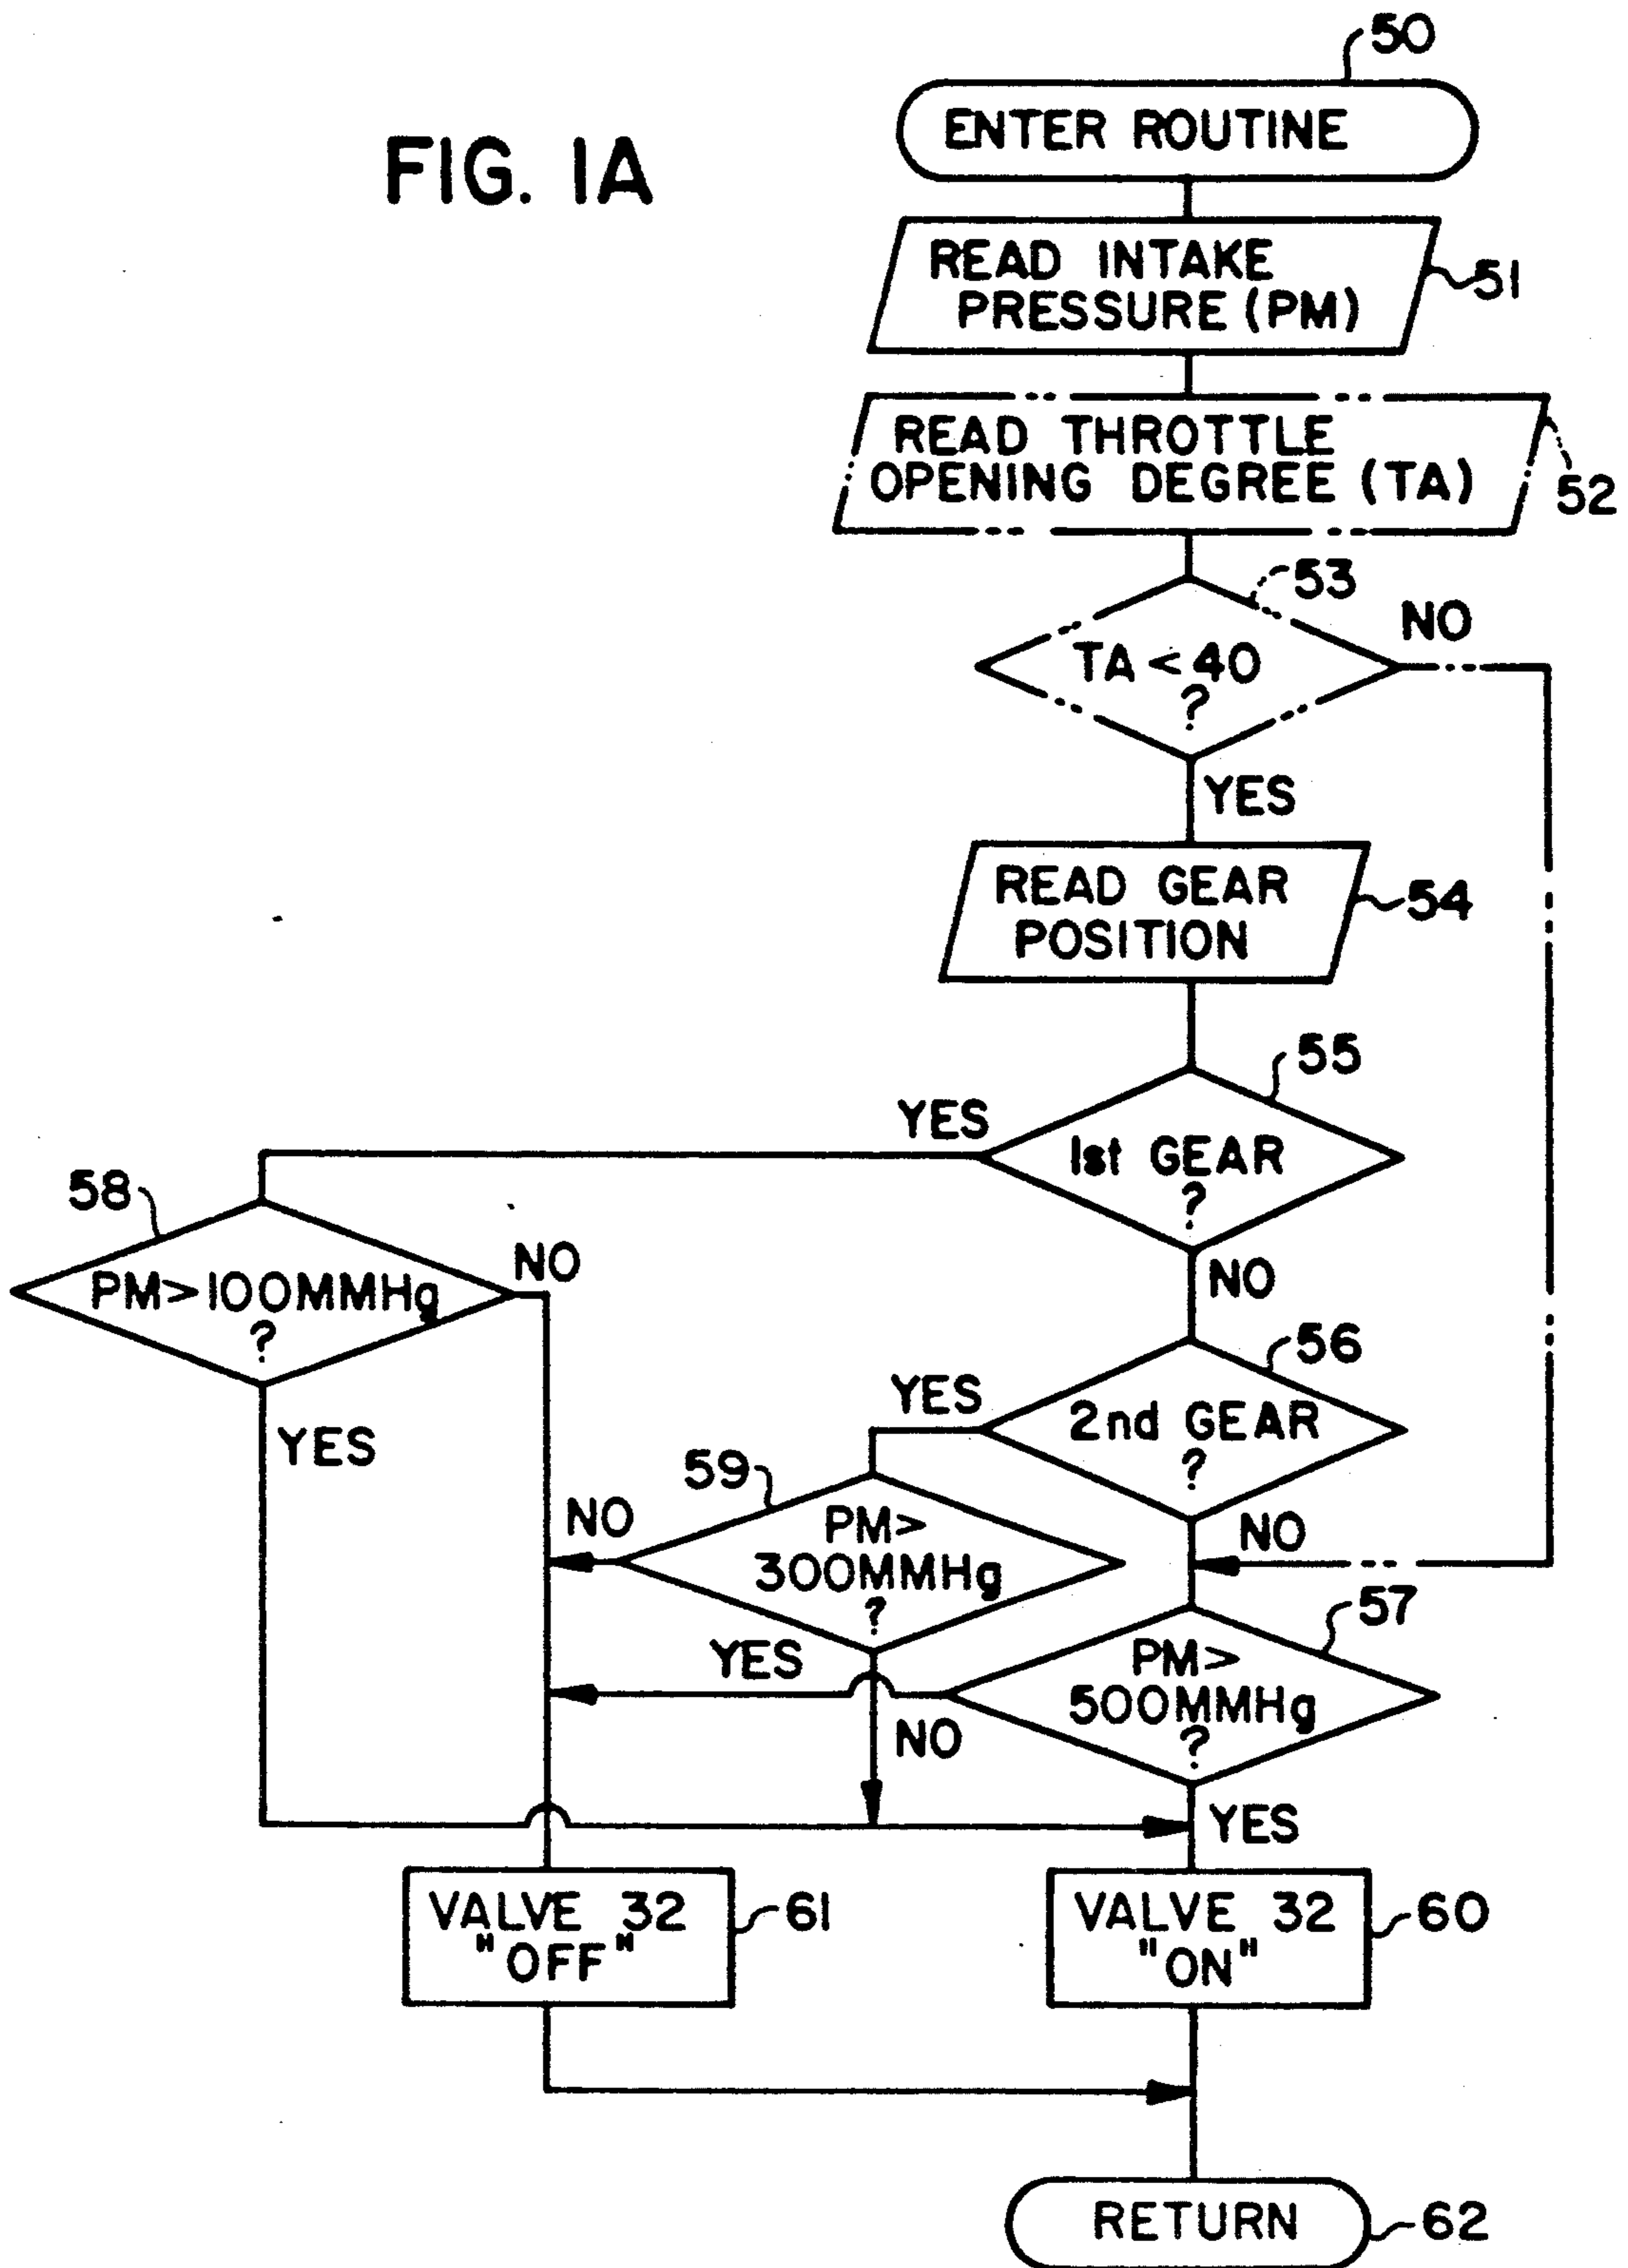 FIG. 1A
50
ENTER ROUTINE
READ INTAKE
PRESSURE (PM)
51
READ THROTTLE
OPENING DEGREE (TA)
52
53
TA < 40
?
NO
YES
READ GEAR
POSITION
54
55
YES
1st GEAR
?
NO
58
PM > 100MMHg
?
NO
YES
56
YES
2nd GEAR
?
NO
59
NO
PM >
300MMHg
?
NO
57
YES
PM >
500MMHg
?
YES
VALVE 32
"OFF"
61
VALVE 32
"ON"
60
RETURN
62